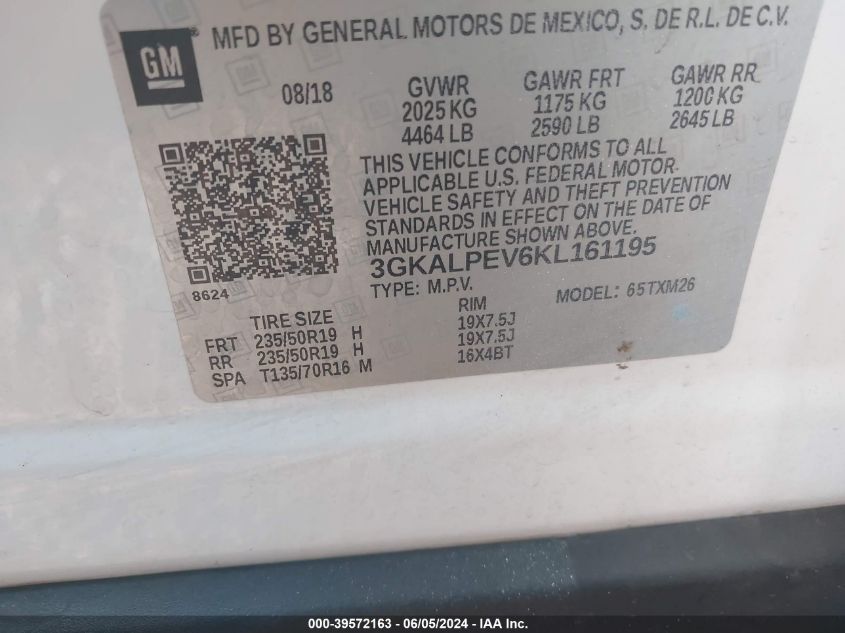 GM
MFD BY GENERAL MOTORS DE MEXICO, S. DE R.L. DE C.V.
08/18 GVWR GAWR FRT GAWR RR
2025 KG 1175 KG 1200 KG
4464 LB 2590 LB 2645 LB
THIS VEHICLE CONFORMS TO ALL
APPLICABLE U.S. FEDERAL MOTOR
VEHICLE SAFETY AND THEFT PREVENTION
STANDARDS IN EFFECT ON THE DATE OF
MANUFACTURE SHOWN ABOVE.
3GKALPEV6KL161195
8624
TYPE: M.P.V. MODEL: 65TXM26
TIRE SIZE RIM
FRT 235/50R19 H 19X7.5J
RR 235/50R19 H 19X7.5J
SPA T135/70R16 M 16X4BT
000-39572163 - 06/05/2024 - IAA Inc.